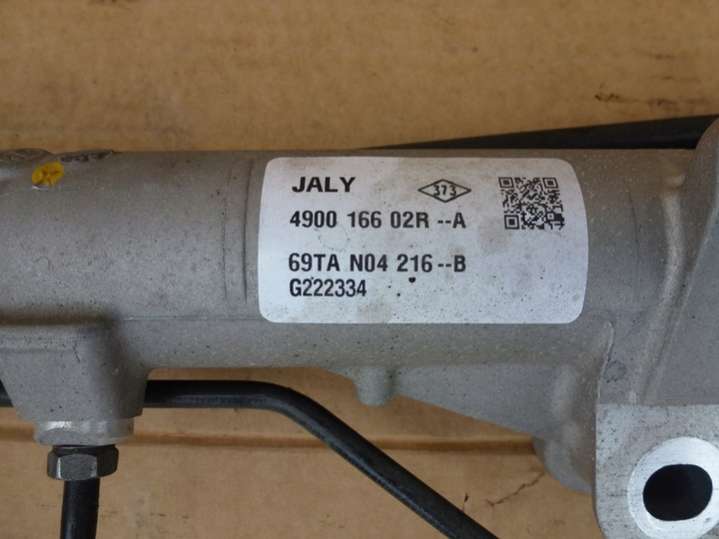 JALY
373
4900 166 02R --A
69TA N04 216 --B
G222334